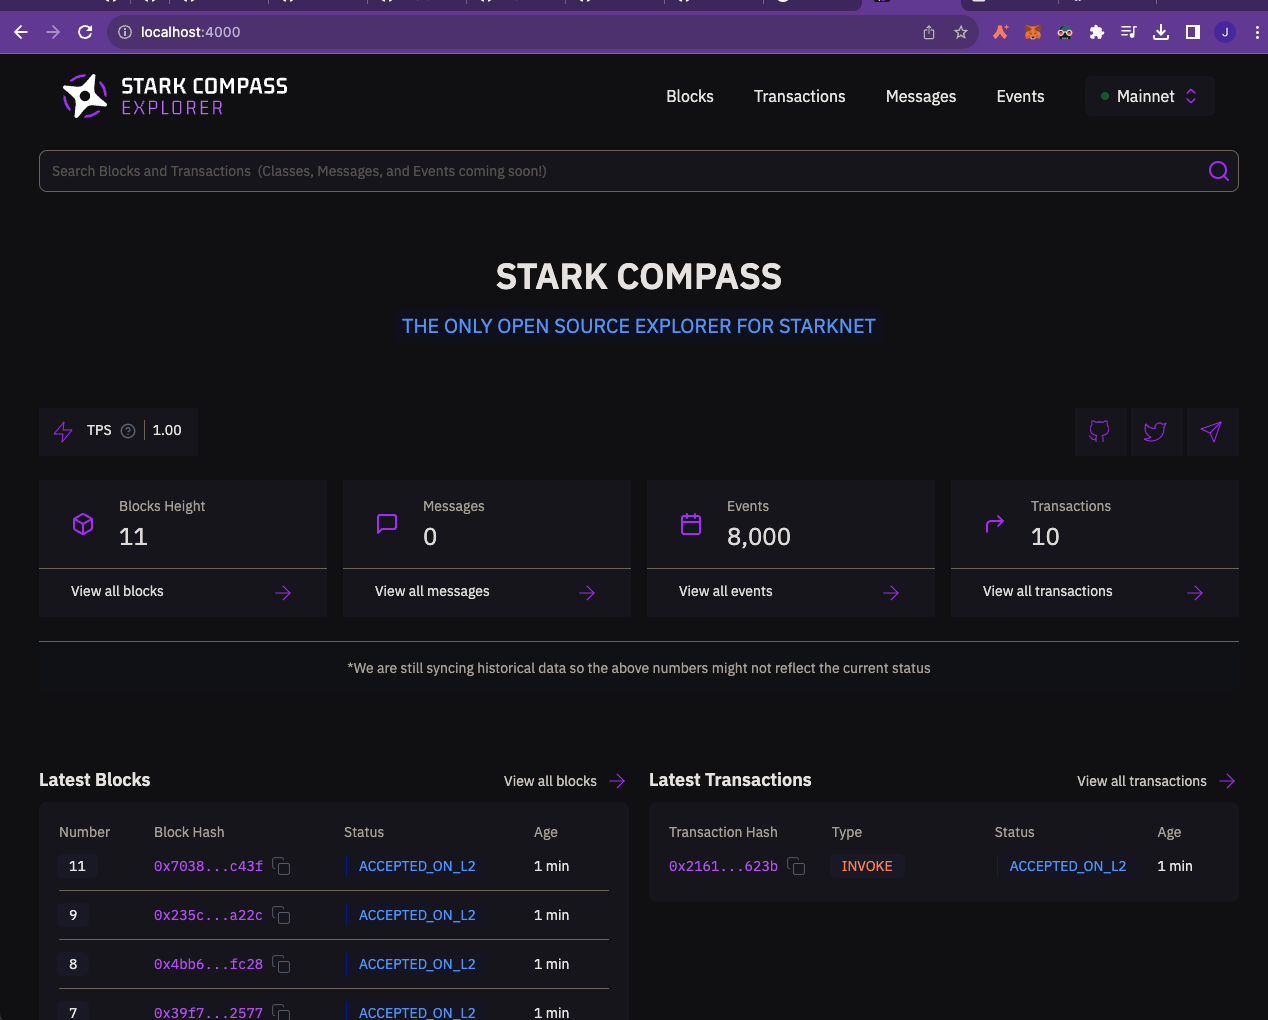 localhost:4000
J
STARK COMPASS
EXPLORER
Blocks Transactions Messages Events Mainnet
Search Blocks and Transactions (Classes, Messages, and Events coming soon!)
STARK COMPASS
THE ONLY OPEN SOURCE EXPLORER FOR STARKNET
TPS ? 1.00
Blocks Height
11
View all blocks
Messages
0
View all messages
Events
8,000
View all events
Transactions
10
View all transactions
*We are still syncing historical data so the above numbers might not reflect the current status
Latest Blocks View all blocks
Number Block Hash Status Age
11 0x7038...c43f ACCEPTED_ON_L2 1 min
9 0x235c...a22c ACCEPTED_ON_L2 1 min
8 0x4bb6...fc28 ACCEPTED_ON_L2 1 min
7 0x39f7...2577 ACCEPTED_ON_L2 1 min
Latest Transactions View all transactions
Transaction Hash Type Status Age
0x2161...623b INVOKE ACCEPTED_ON_L2 1 min